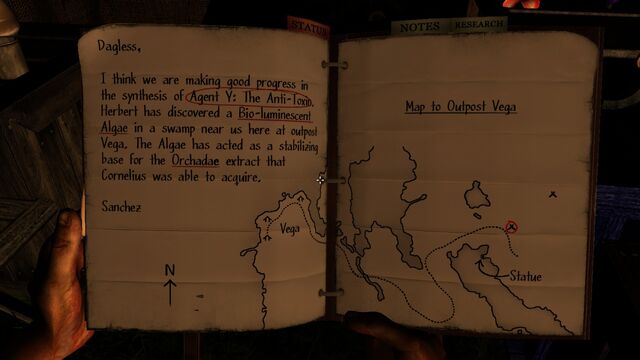 STATUS
NOTES
RESEARCH
Dagless,
I think we are making good progress in
the synthesis of Agent Y: The Anti-Toxin.
Herbert has discovered a Bio-luminescent
Algae in a swamp near us here at outpost
Vega. The Algae has acted as a stabilizing
base for the Orchadae extract that
Cornelius was able to acquire.
Sanchez
Vega
N
Map to Outpost Vega
x
x
Statue